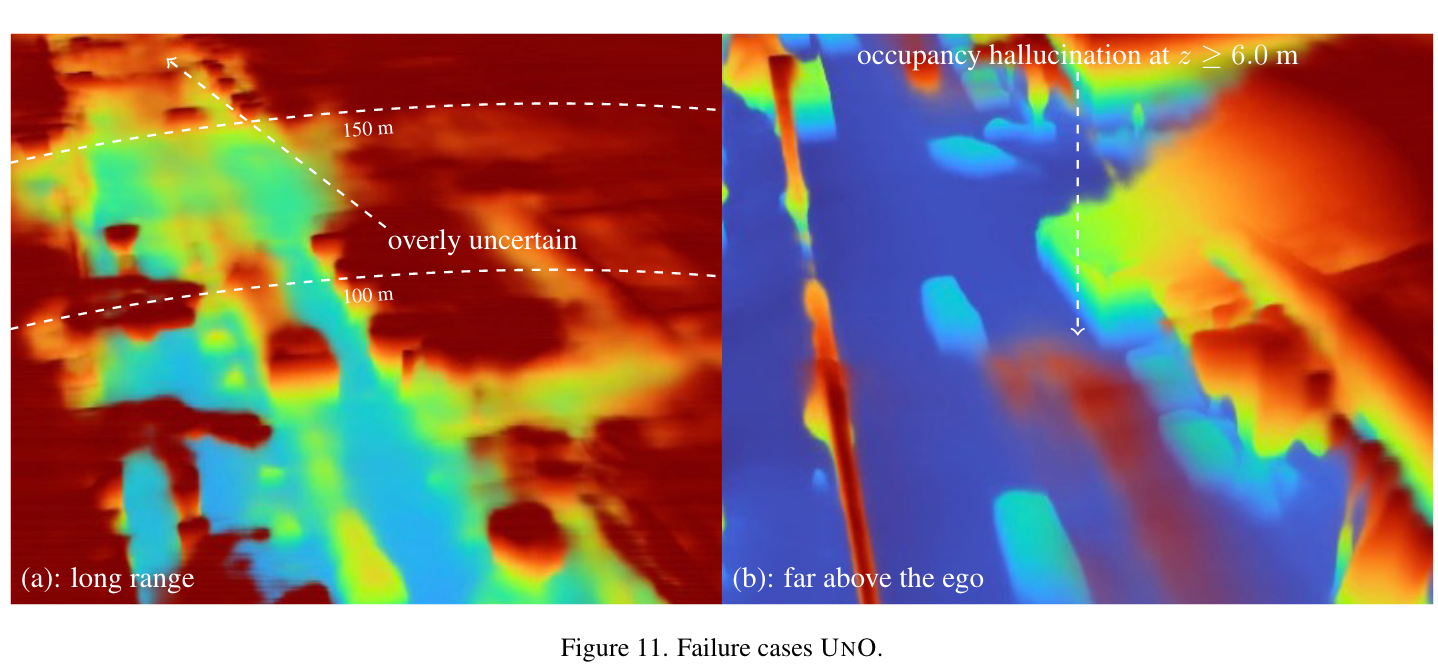 occupancy hallucination at z ≥ 6.0 m
150 m
overly uncertain
100 m
(a): long range
(b): far above the ego
Figure 11. Failure cases UNO.